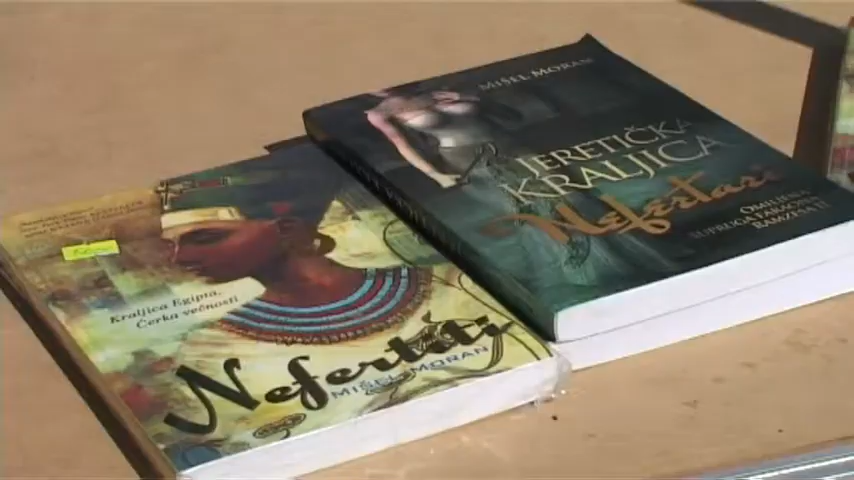 Kraljica Egipta,
Ćerka večnosti
Nefertiti
MIŠEL MORAN
MIŠEL MORAN
JERETIČKA
KRALJICA
Nefertari
OMILJENA
SUPRUGA FARAONA
RAMZESA II